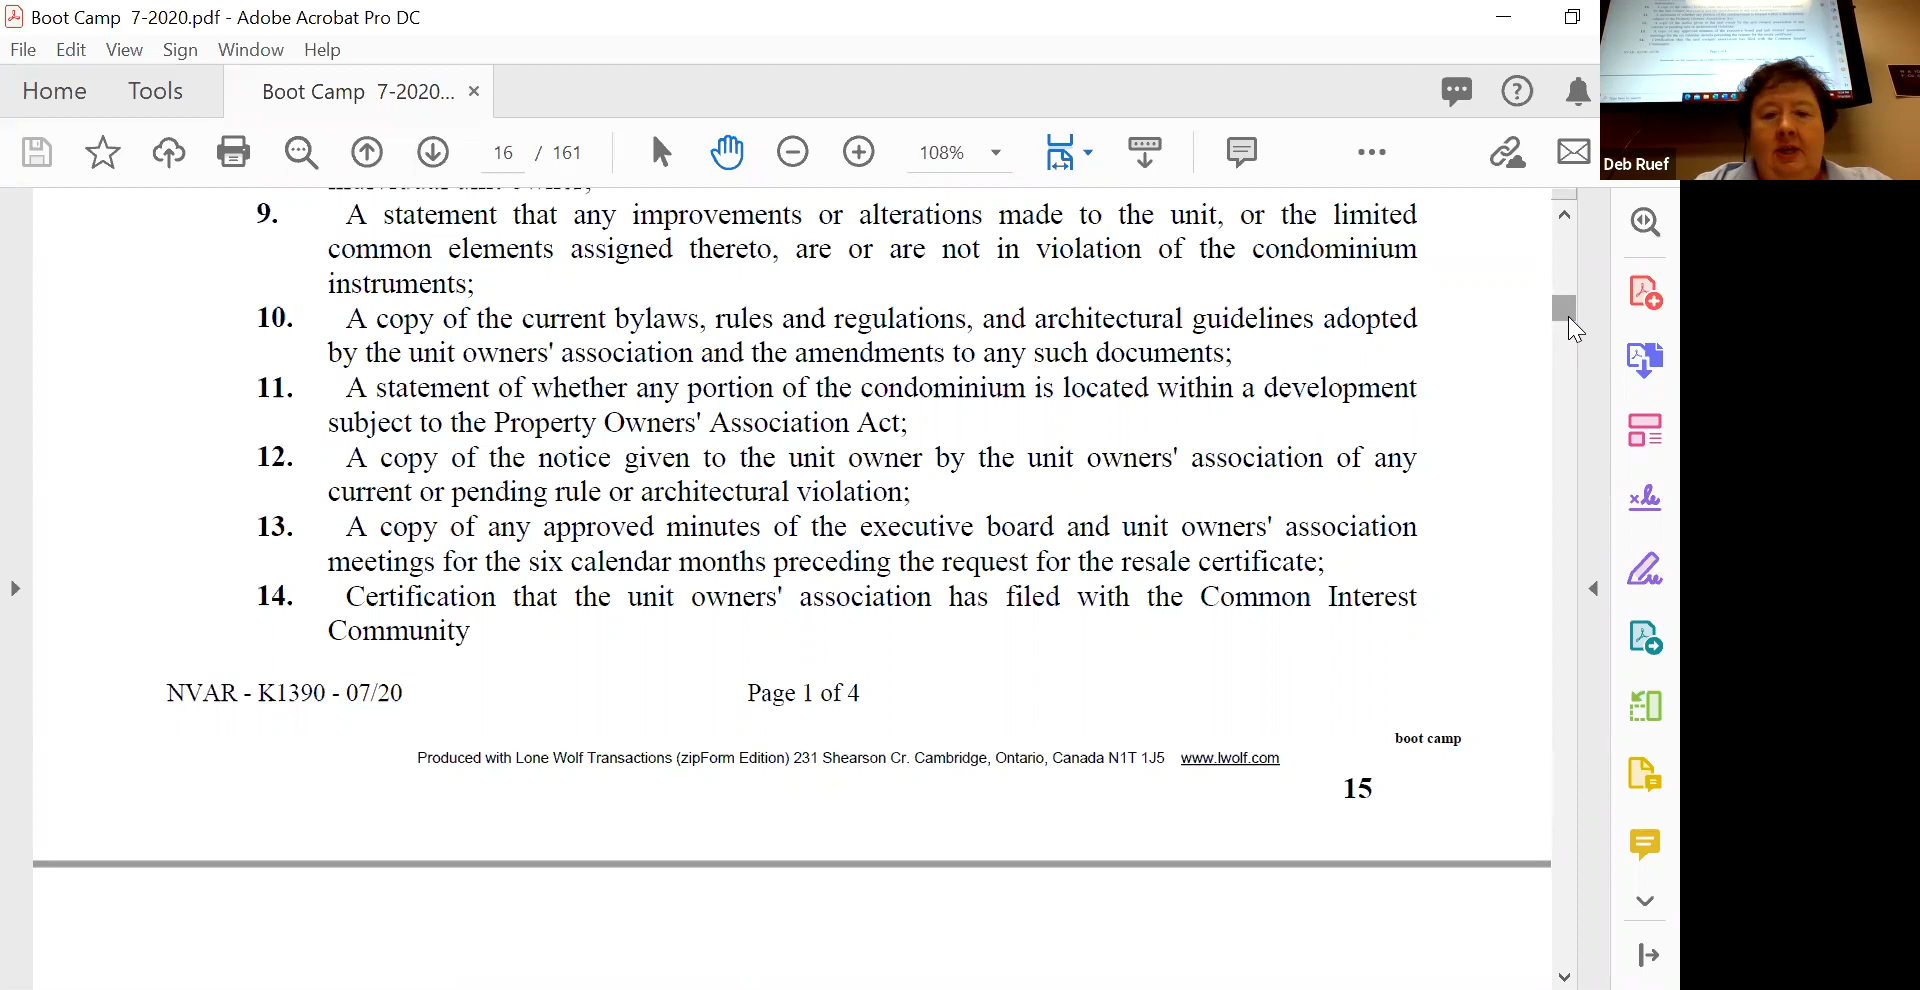 Boot Camp 7-2020.pdf - Adobe Acrobat Pro DC
File Edit View Sign Window Help
Home Tools Boot Camp 7-2020... ×
16 / 161 108%
Deb Ruef
9. A statement that any improvements or alterations made to the unit, or the limited
common elements assigned thereto, are or are not in violation of the condominium
instruments;
10. A copy of the current bylaws, rules and regulations, and architectural guidelines adopted
by the unit owners' association and the amendments to any such documents;
11. A statement of whether any portion of the condominium is located within a development
subject to the Property Owners' Association Act;
12. A copy of the notice given to the unit owner by the unit owners' association of any
current or pending rule or architectural violation;
13. A copy of any approved minutes of the executive board and unit owners' association
meetings for the six calendar months preceding the request for the resale certificate;
14. Certification that the unit owners' association has filed with the Common Interest
Community
NVAR - K1390 - 07/20 Page 1 of 4
boot camp
Produced with Lone Wolf Transactions (zipForm Edition) 231 Shearson Cr. Cambridge, Ontario, Canada N1T 1J5 www.lwolf.com
15